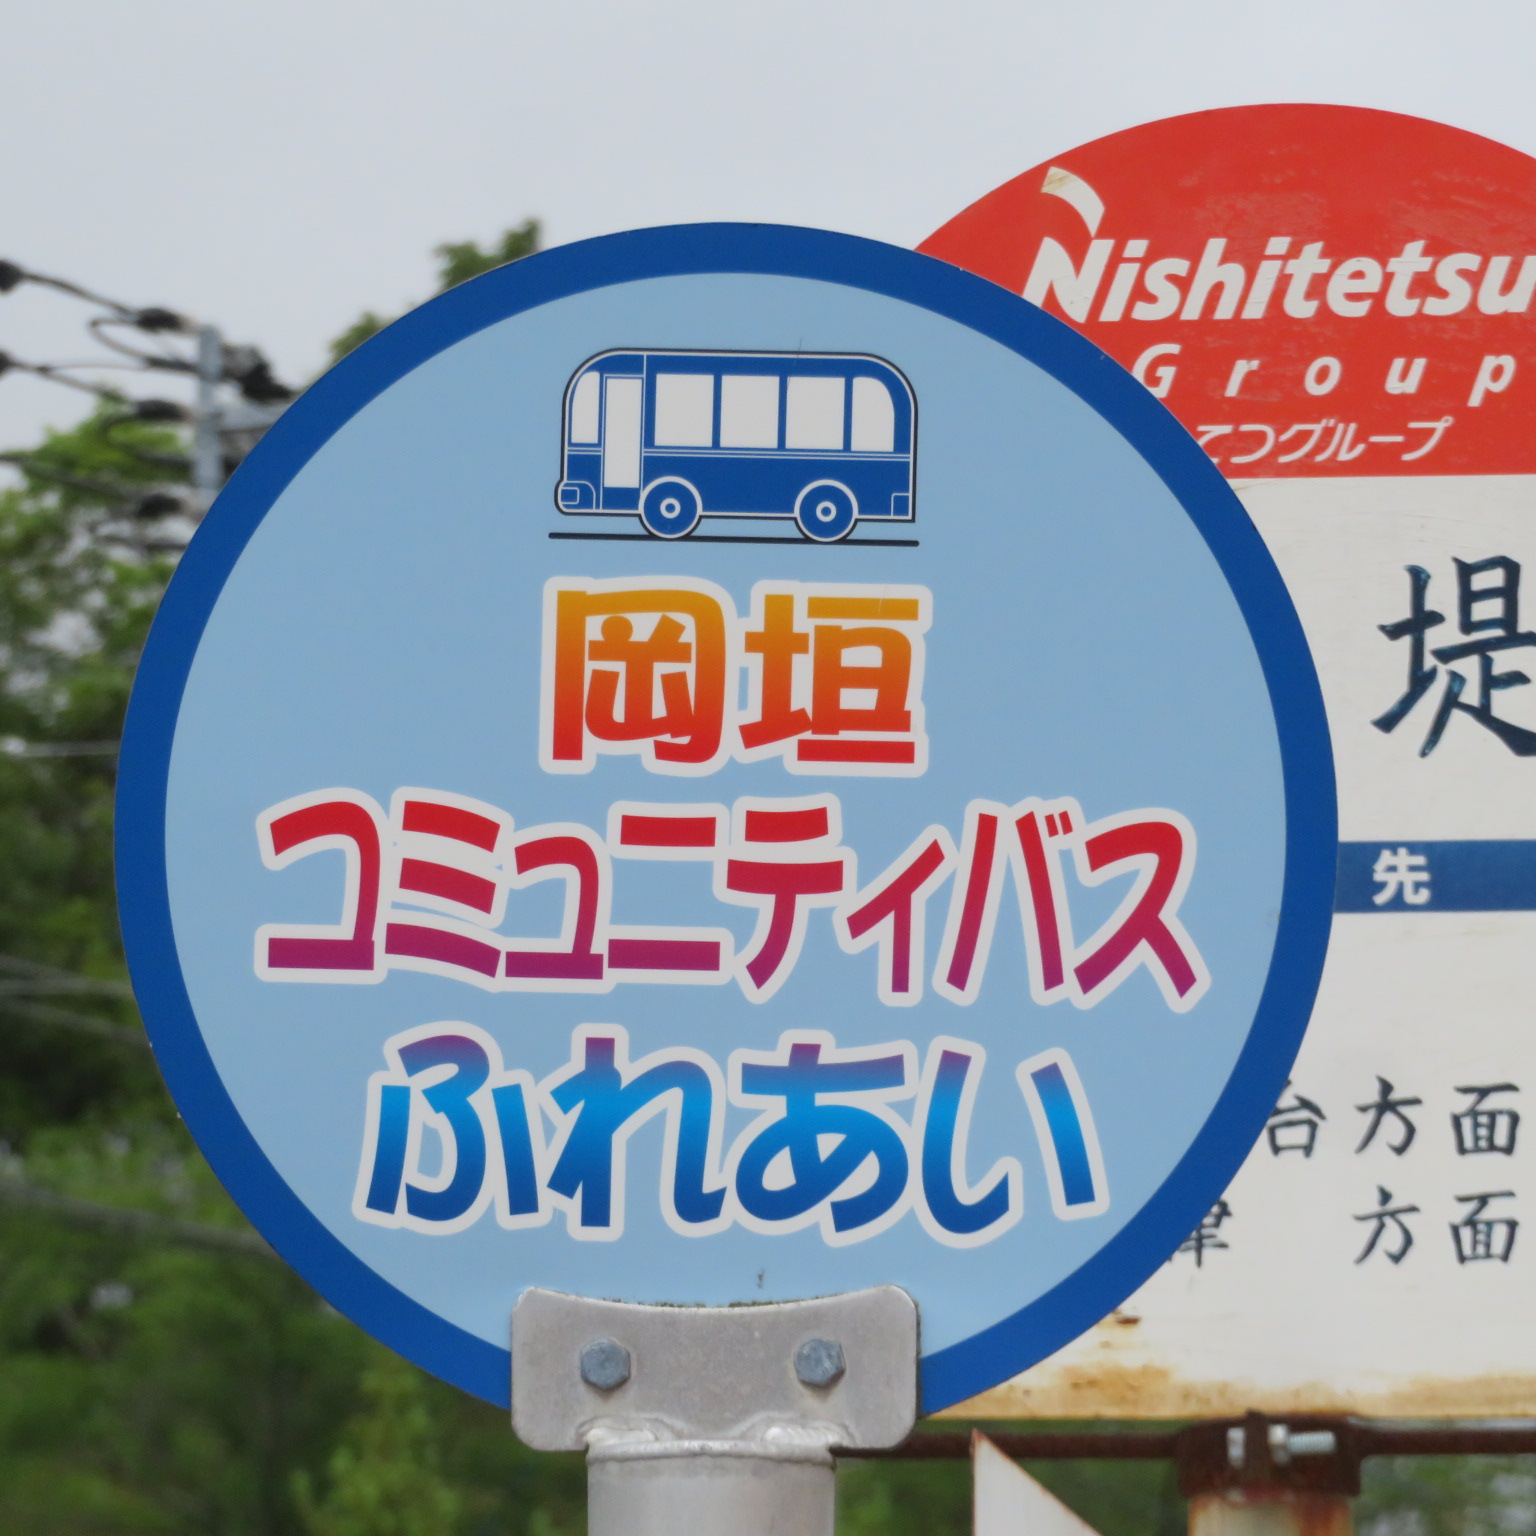 岡垣
コミュニティバス
ふれあい
Nishitetsu
Group
てつグループ
堤
先
台方面
津 方面